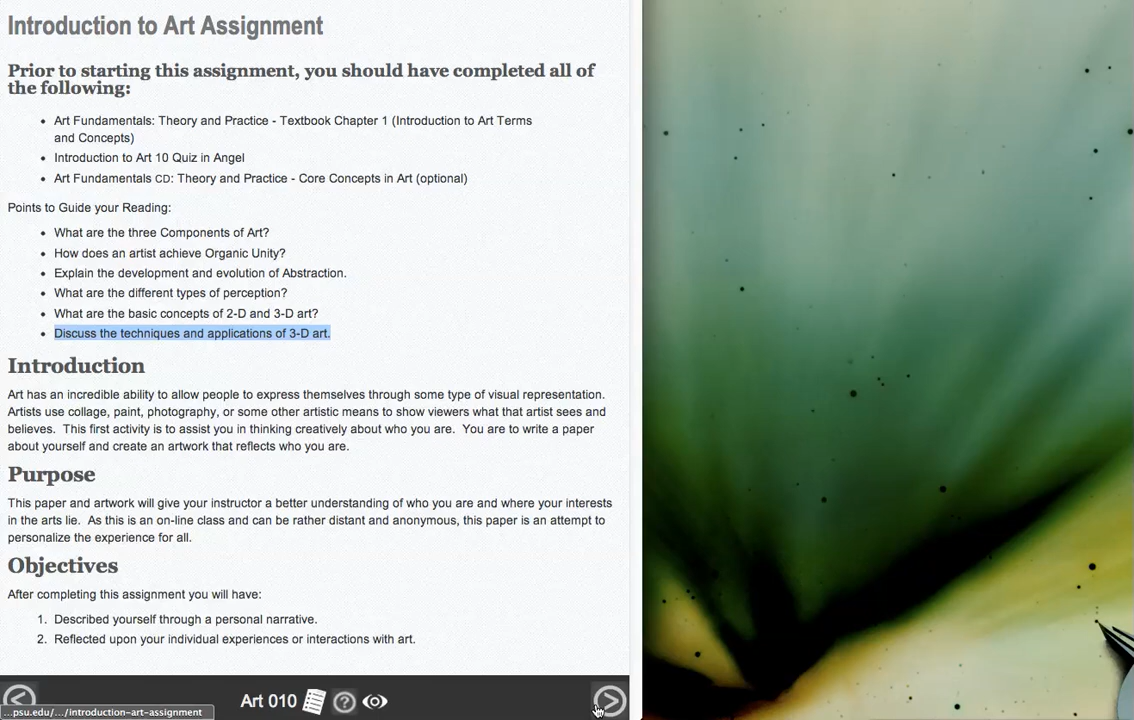 Introduction to Art Assignment
Prior to starting this assignment, you should have completed all of
the following:
• Art Fundamentals: Theory and Practice - Textbook Chapter 1 (Introduction to Art Terms
and Concepts)
• Introduction to Art 10 Quiz in Angel
• Art Fundamentals CD: Theory and Practice - Core Concepts in Art (optional)
Points to Guide your Reading:
• What are the three Components of Art?
• How does an artist achieve Organic Unity?
• Explain the development and evolution of Abstraction.
• What are the different types of perception?
• What are the basic concepts of 2-D and 3-D art?
• Discuss the techniques and applications of 3-D art.
Introduction
Art has an incredible ability to allow people to express themselves through some type of visual representation.
Artists use collage, paint, photography, or some other artistic means to show viewers what that artist sees and
believes.  This first activity is to assist you in thinking creatively about who you are.  You are to write a paper
about yourself and create an artwork that reflects who you are.
Purpose
This paper and artwork will give your instructor a better understanding of who you are and where your interests
in the arts lie.  As this is an on-line class and can be rather distant and anonymous, this paper is an attempt to
personalize the experience for all.
Objectives
After completing this assignment you will have:
1. Described yourself through a personal narrative.
2. Reflected upon your individual experiences or interactions with art.
Art 010
?
...psu.edu/.../introduction-art-assignment